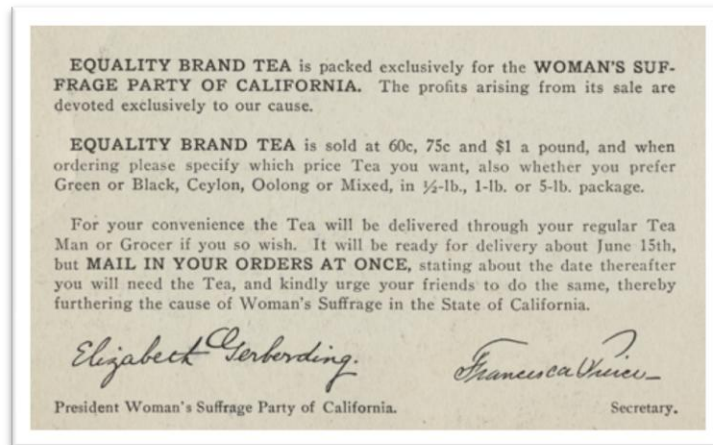 EQUALITY BRAND TEA is packed exclusively for the WOMAN'S SUF-
FRAGE PARTY OF CALIFORNIA. The profits arising from its sale are
devoted exclusively to our cause.
EQUALITY BRAND TEA is sold at 60c, 75c and $1 a pound, and when
ordering please specify which price Tea you want, also whether you prefer
Green or Black, Ceylon, Oolong or Mixed, in ½-lb., 1-lb. or 5-lb. package.
For your convenience the Tea will be delivered through your regular Tea
Man or Grocer if you so wish. It will be ready for delivery about June 15th,
but MAIL IN YOUR ORDERS AT ONCE, stating about the date thereafter
you will need the Tea, and kindly urge your friends to do the same, thereby
furthering the cause of Woman's Suffrage in the State of California.
Elizabeth Gerberding.
Francesca
President Woman's Suffrage Party of California.
Secretary.